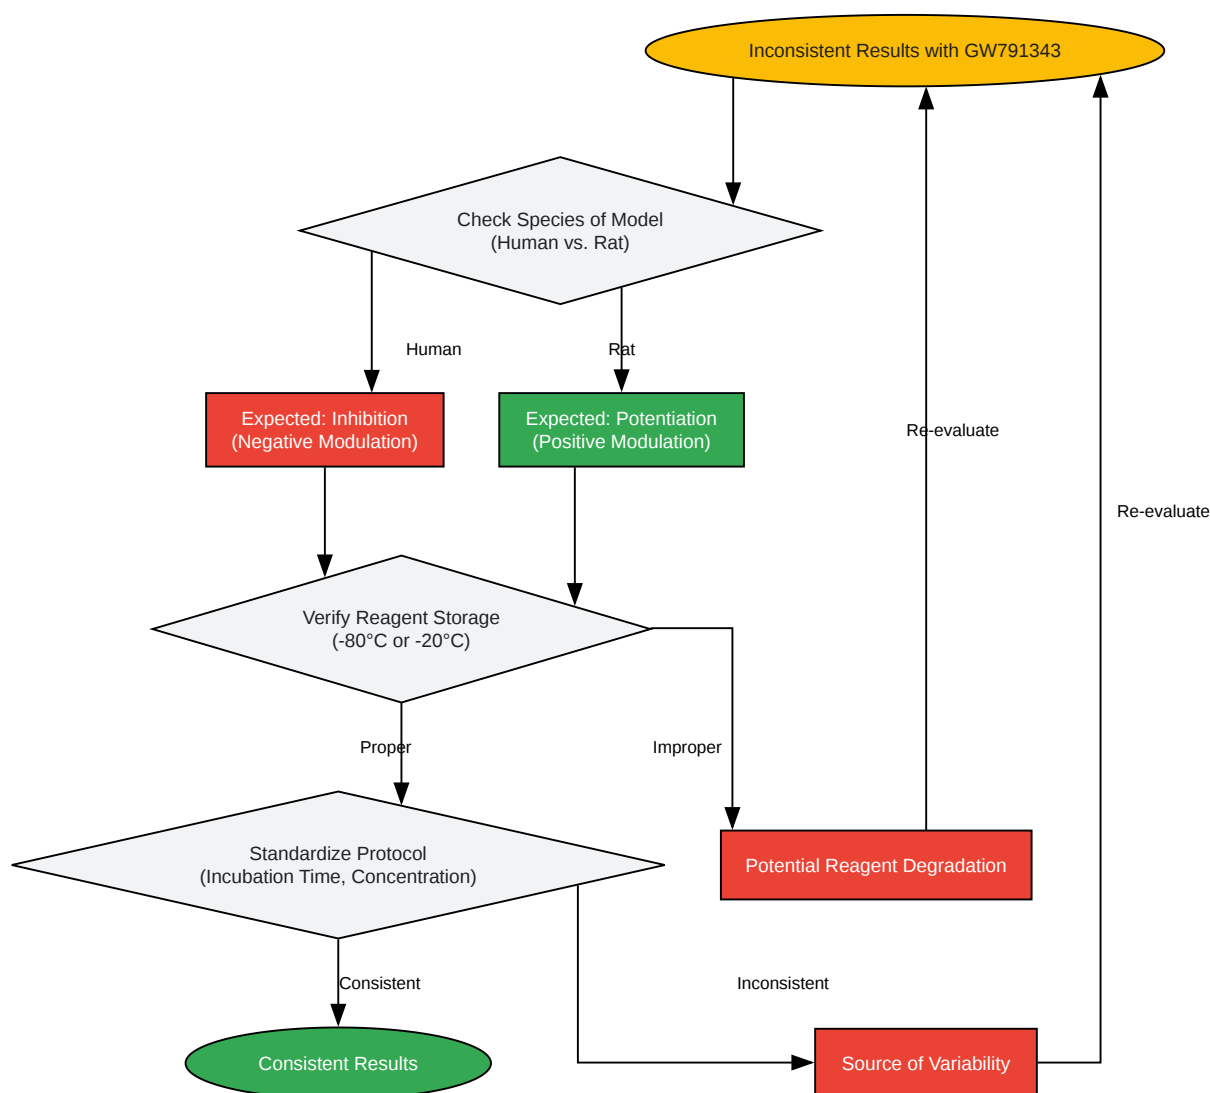 Inconsistent Results with GW791343
Check Species of Model
(Human vs. Rat)
Human
Rat
Expected: Inhibition
(Negative Modulation)
Expected: Potentiation
(Positive Modulation)
Re-evaluate
Re-evaluate
Verify Reagent Storage
(-80°C or -20°C)
Proper
Improper
Standardize Protocol
(Incubation Time, Concentration)
Potential Reagent Degradation
Consistent
Inconsistent
Consistent Results
Source of Variability